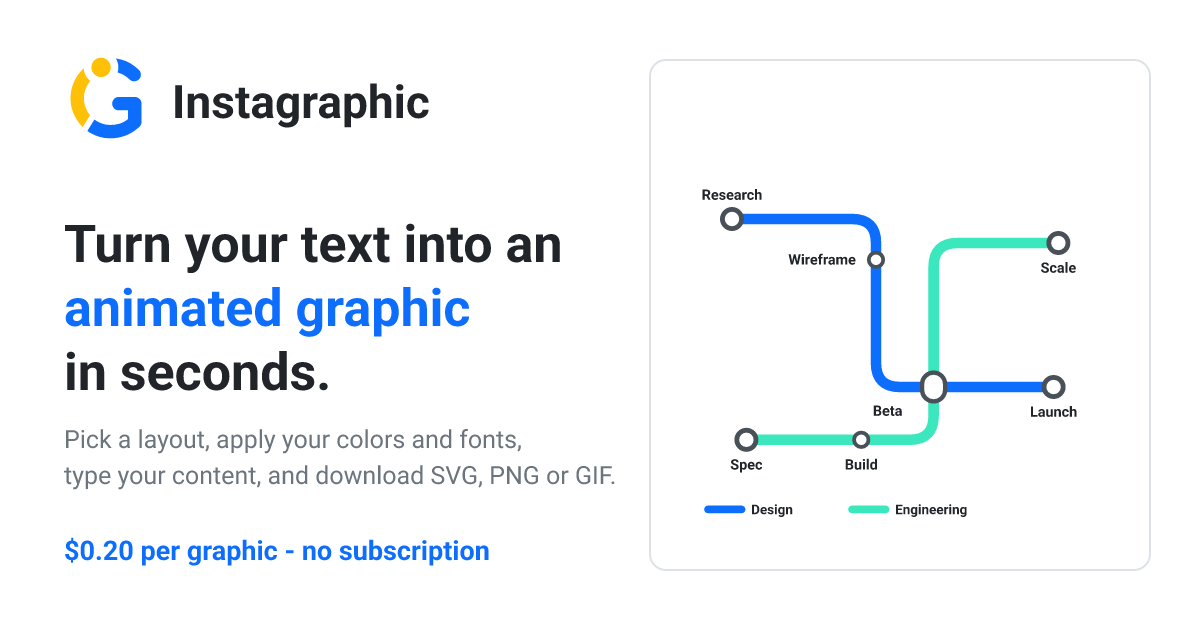 Instagraphic
Turn your text into an
animated graphic
in seconds.
Pick a layout, apply your colors and fonts,
type your content, and download SVG, PNG or GIF.
$0.20 per graphic - no subscription
Research
Wireframe
Scale
Beta
Launch
Spec
Build
Design
Engineering